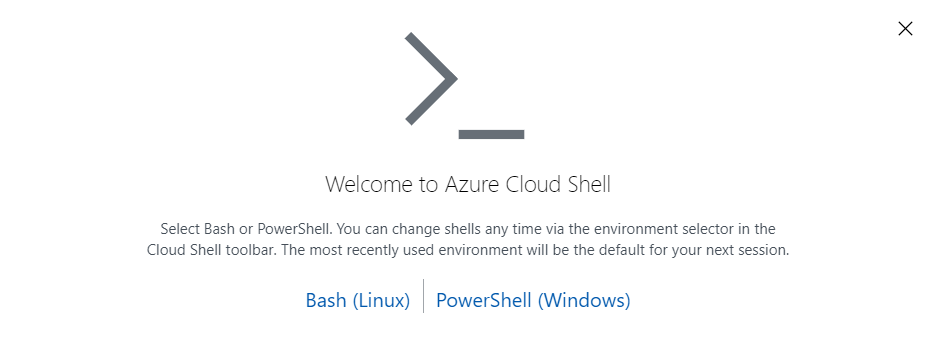 Welcome to Azure Cloud Shell
Select Bash or PowerShell. You can change shells any time via the environment selector in the
Cloud Shell toolbar. The most recently used environment will be the default for your next session.
Bash (Linux) PowerShell (Windows)